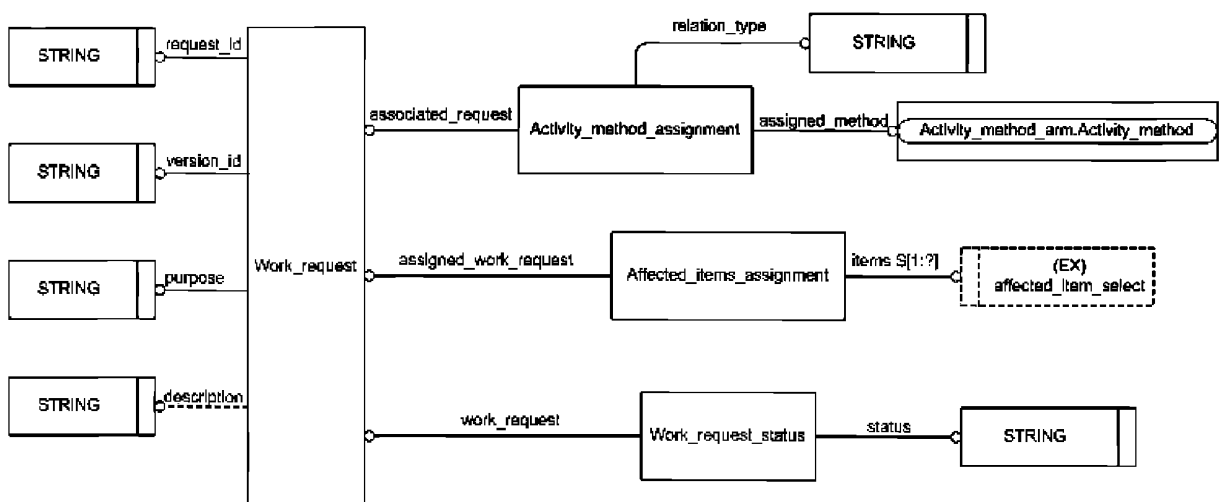 relation_type
STRING
request_id
STRING
associated_request
Activity_method_assignment
assigned_method
Activity_method_arm.Activity_method
version_id
STRING
Work_request
purpose
STRING
assigned_work_request
Affected_items_assignment
items S[1:?]
(EX)
affected_item_select
description
STRING
work_request
Work_request_status
status
STRING